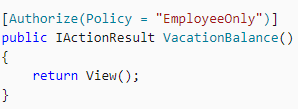 [Authorize(Policy = "EmployeeOnly")]
public IActionResult VacationBalance()
{
    return View();
}